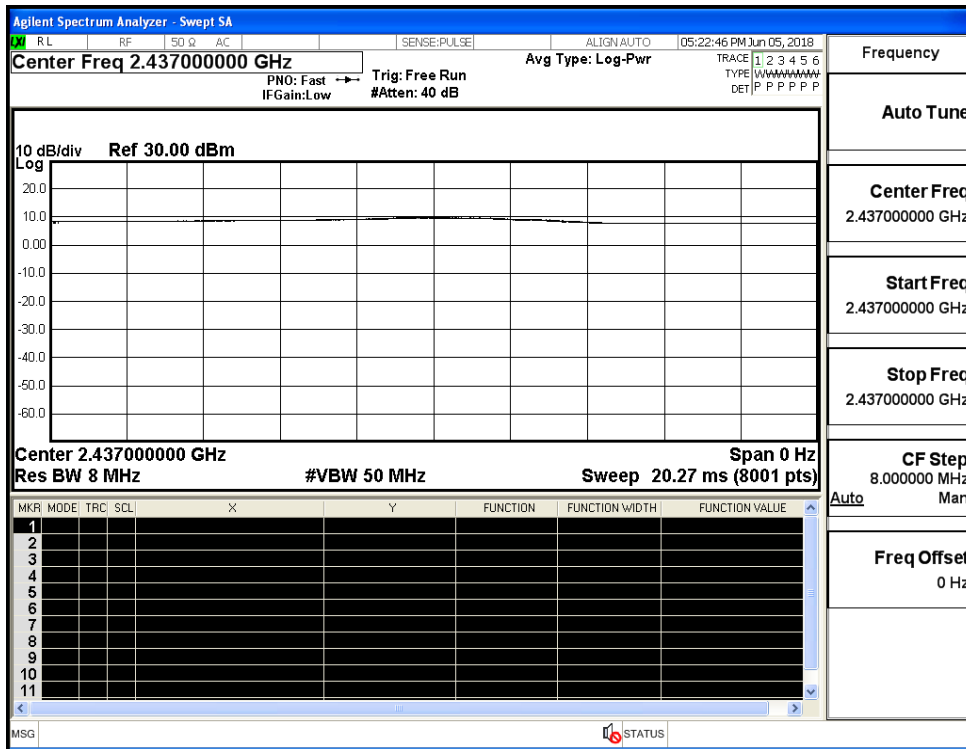 Agilent Spectrum Analyzer - Swept SA
LXI RL RF 50 Ω AC SENSE:PULSE ALIGN AUTO 05:22:46 PM Jun 05, 2018
Center Freq 2.437000000 GHz
Avg Type: Log-Pwr
TRACE 1 2 3 4 5 6
PNO: Fast Trig: Free Run
TYPE WWWWWW
IFGain:Low #Atten: 40 dB
DET P P P P P P
10 dB/div Ref 30.00 dBm
Log
20.0
10.0
0.00
-10.0
-20.0
-30.0
-40.0
-50.0
-60.0
Center 2.437000000 GHz Span 0 Hz
Res BW 8 MHz #VBW 50 MHz Sweep 20.27 ms (8001 pts)
MKR MODE TRC SCL X Y FUNCTION FUNCTION WIDTH FUNCTION VALUE
1
2
3
4
5
6
7
8
9
10
11
MSG STATUS
Frequency
Auto Tune
Center Freq
2.437000000 GHz
Start Freq
2.437000000 GHz
Stop Freq
2.437000000 GHz
CF Step
8.000000 MHz
Auto Man
Freq Offset
0 Hz